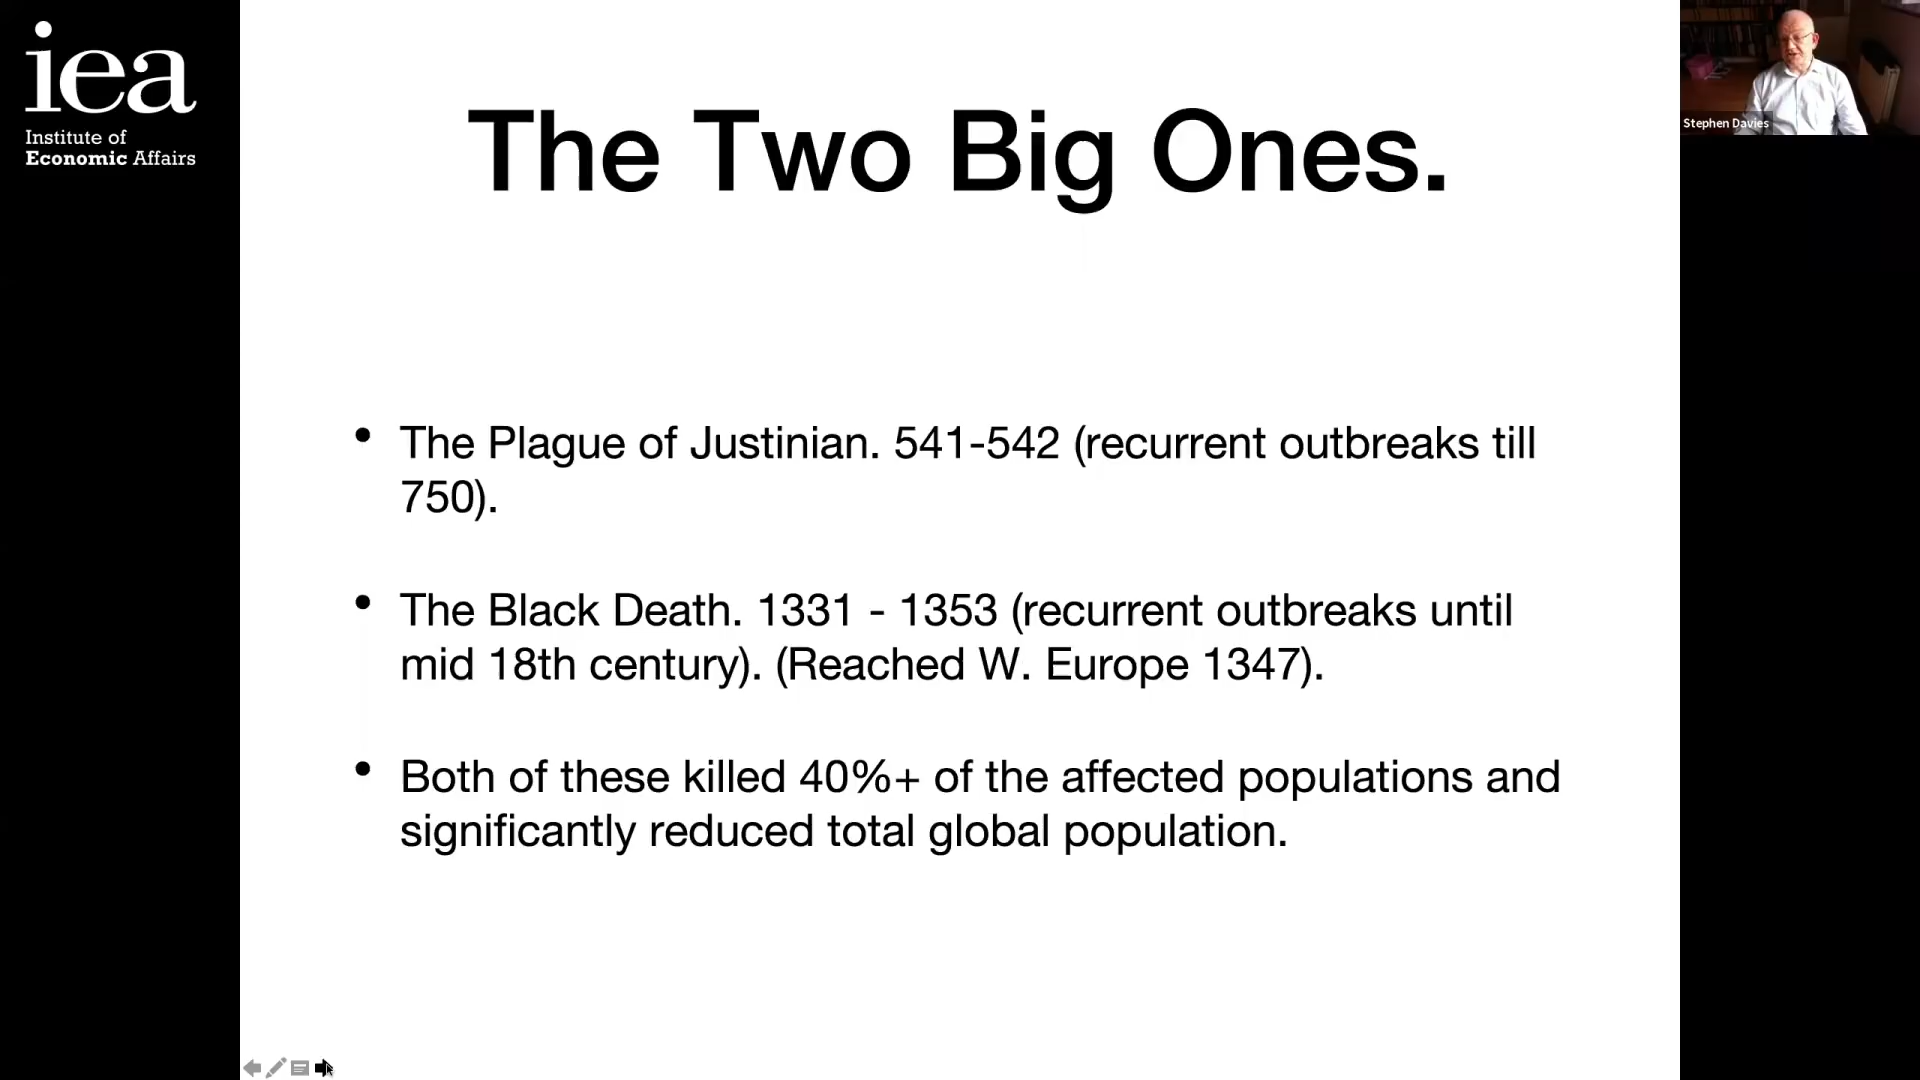 iea
Institute of
Economic Affairs
Stephen Davies
The Two Big Ones.
• The Plague of Justinian. 541-542 (recurrent outbreaks till
750).
• The Black Death. 1331 - 1353 (recurrent outbreaks until
mid 18th century). (Reached W. Europe 1347).
• Both of these killed 40%+ of the affected populations and
significantly reduced total global population.